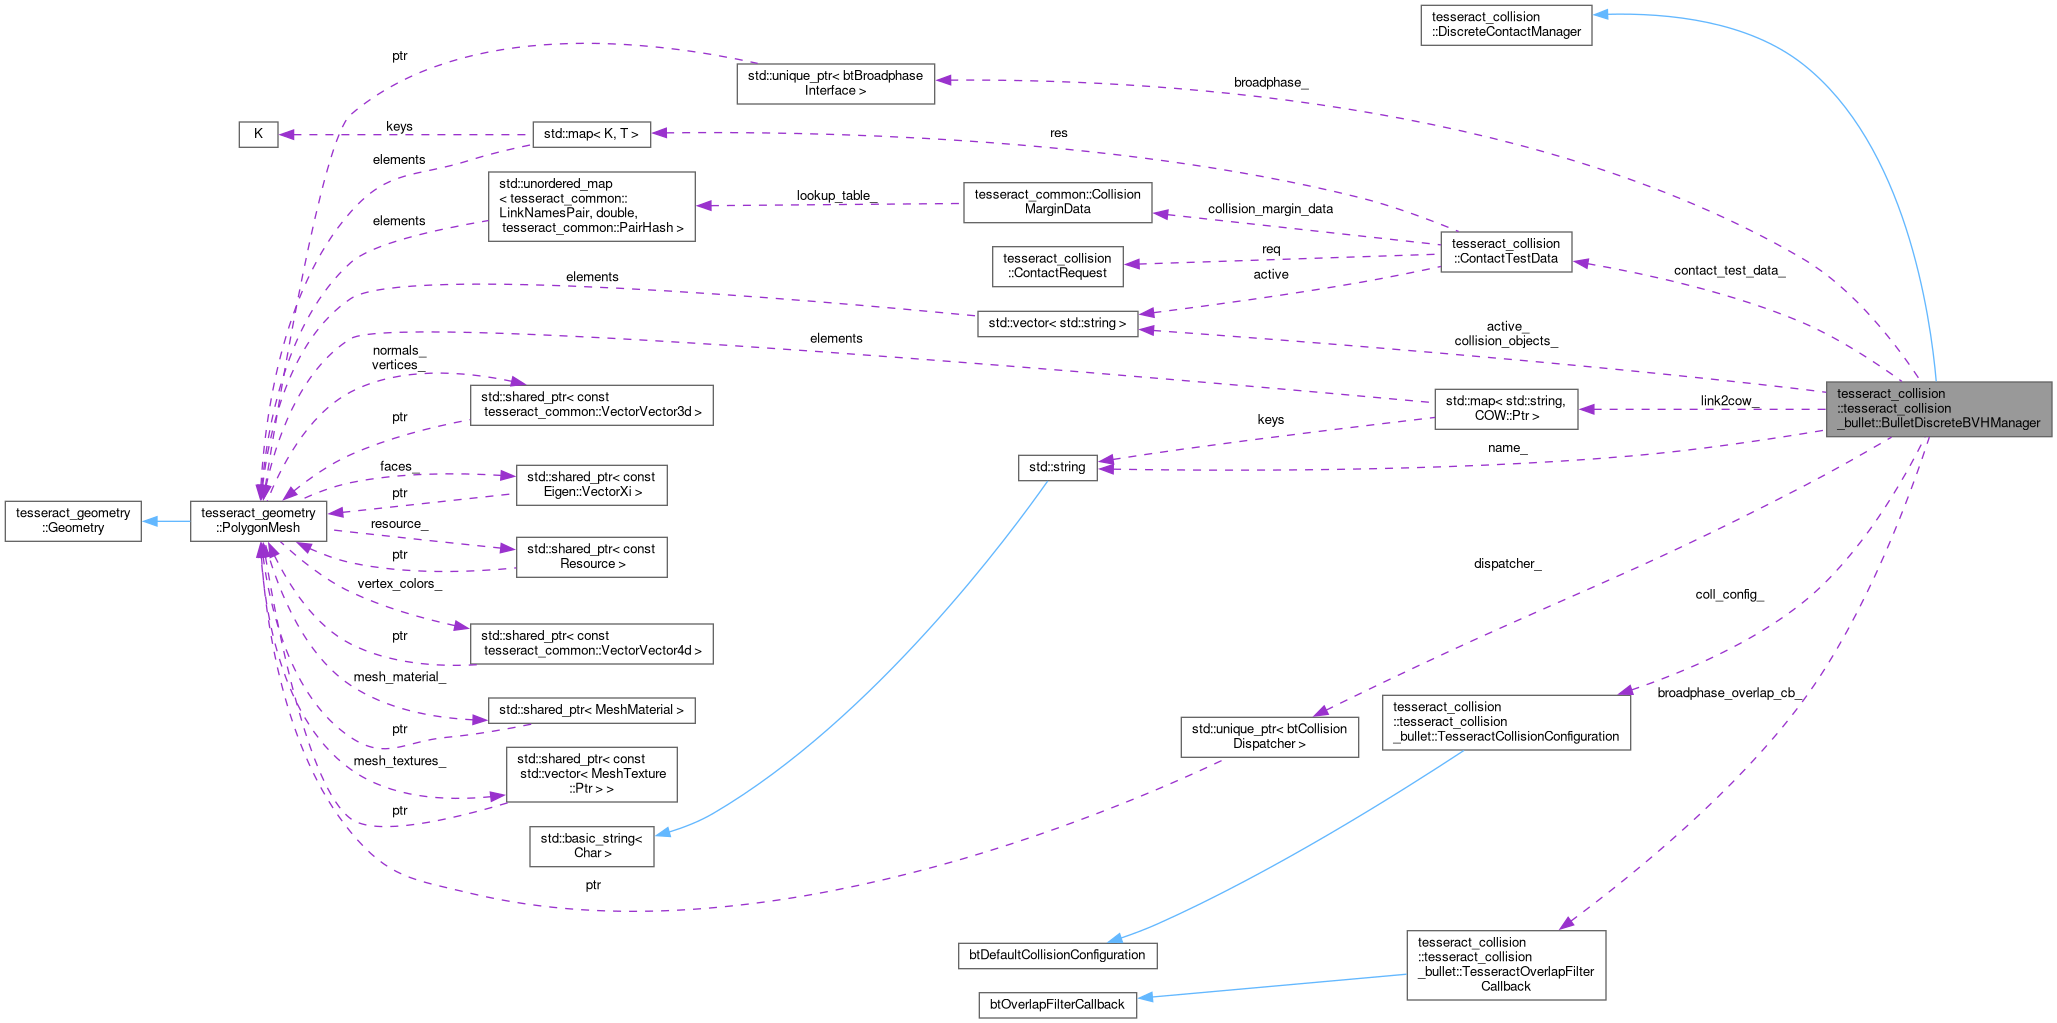 tesseract_collision
::DiscreteContactManager
ptr
std::unique_ptr< btBroadphase
Interface >
broadphase_
K
keys
std::map< K, T >
res
elements
std::unordered_map
< tesseract_common::
LinkNamesPair, double,
tesseract_common::PairHash >
lookup_table_
tesseract_common::Collision
MarginData
collision_margin_data
elements
tesseract_collision
::ContactRequest
req
tesseract_collision
::ContactTestData
contact_test_data_
active
elements
std::vector< std::string >
active_
collision_objects_
elements
normals_
vertices_
std::shared_ptr< const
tesseract_common::VectorVector3d >
ptr
std::map< std::string,
COW::Ptr >
link2cow_
tesseract_collision
::tesseract_collision
_bullet::BulletDiscreteBVHManager
keys
name_
std::string
faces_
std::shared_ptr< const
Eigen::VectorXi >
ptr
tesseract_geometry
::Geometry
tesseract_geometry
::PolygonMesh
resource_
std::shared_ptr< const
Resource >
ptr
dispatcher_
vertex_colors_
coll_config_
std::shared_ptr< const
tesseract_common::VectorVector4d >
ptr
mesh_material_
std::shared_ptr< MeshMaterial >
ptr
broadphase_overlap_cb_
tesseract_collision
::tesseract_collision
_bullet::TesseractCollisionConfiguration
std::unique_ptr< btCollision
Dispatcher >
mesh_textures_
std::shared_ptr< const
std::vector< MeshTexture
::Ptr > >
ptr
std::basic_string<
Char >
ptr
btDefaultCollisionConfiguration
tesseract_collision
::tesseract_collision
_bullet::TesseractOverlapFilter
Callback
btOverlapFilterCallback